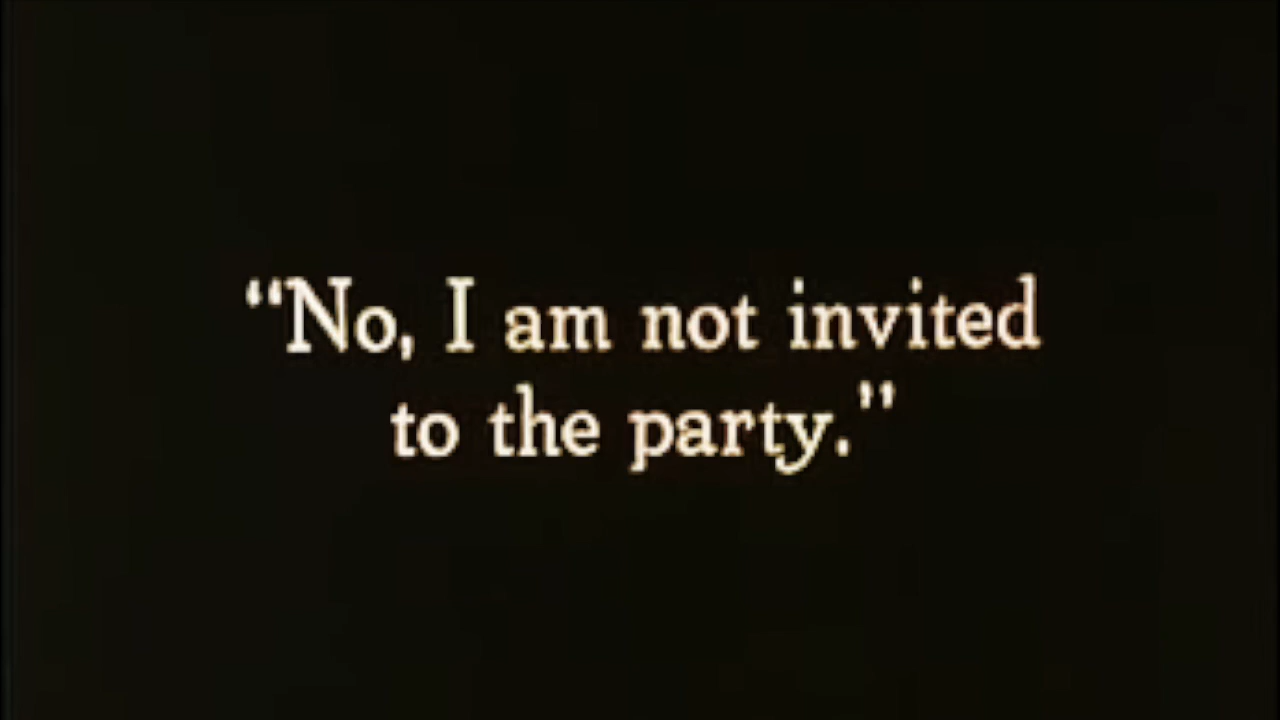 “No, I am not invited
to the party.”